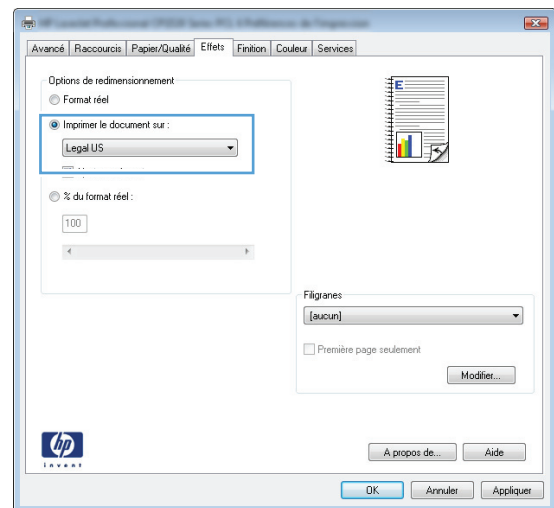 Avancé Raccourcis Papier/Qualité Effets Finition Couleur Services
Options de redimensionnement
Format réel
Imprimer le document sur :
Legal US
% du format réel :
100
E
Filigranes
[aucun]
Première page seulement
Modifier...
hp
invent
A propos de... Aide
OK Annuler Appliquer